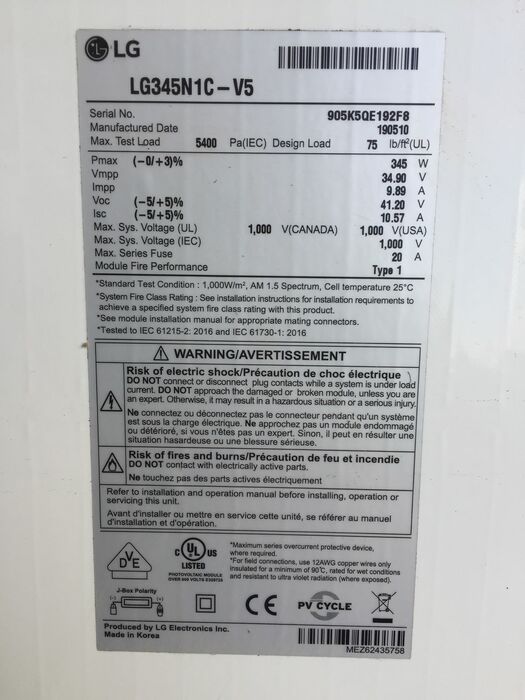 LG
LG345N1C-V5
Serial No. 905K5QE192F8
Manufactured Date 190510
Max. Test Load 5400 Pa(IEC) Design Load 75 lb/ft²(UL)
Pmax (-0/+3)% 345 W
Vmpp 34.90 V
Impp 9.89 A
Voc (-5/+5)% 41.20 V
Isc (-5/+5)% 10.57 A
Max. Sys. Voltage (UL) 1,000 V(CANADA) 1,000 V(USA)
Max. Sys. Voltage (IEC) 1,000 V
Max. Series Fuse 20 A
Module Fire Performance Type 1
*Standard Test Condition : 1,000W/m², AM 1.5 Spectrum, Cell temperature 25°C
*System Fire Class Rating : See installation instructions for installation requirements to
achieve a specified system fire class rating with this product.
*See module installation manual for appropriate mating connectors.
*Tested to IEC 61215-2: 2016 and IEC 61730-1: 2016
WARNING/AVERTISSEMENT
Risk of electric shock/Précaution de choc électrique
DO NOT connect or disconnect plug contacts while a system is under load
current. DO NOT approach the damaged or broken module, unless you are
an expert. Otherwise, it may result in a hazardous situation or a serious injury.
Ne connectez ou déconnectez pas le connecteur pendant qu'un système
est sous la charge électrique. Ne approchez pas un module endommagé
ou détérioré, si vous n'êtes pas un expert. Sinon, il peut en résulter une
situation hasardeuse ou une blessure sérieuse.
Risk of fires and burns/Précaution de feu et incendie
DO NOT contact with electrically active parts.
Ne touchez pas des parts actives électriquement
Refer to installation and operation manual before installing, operation or
servicing this unit.
Avant d'installer ou mettre en service cette unité, se référer au manuel
d'installation et d'opération.
DVE
C UL US
LISTED
PHOTOVOLTAIC MODULE
*Maximum series overcurrent protective device,
where required.
*For field connections, use 12AWG copper wires only
insulated for a minimum of 90°C, rated for wet conditions
and resistant to ultra violet radiation (where exposed).
J-Box Polarity
(-) (+)
CE
PV CYCLE
Produced by LG Electronics Inc.
Made in Korea
MEZ62435758